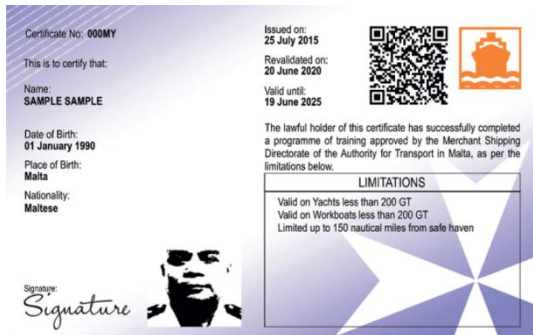 Certificate No: 000MY
This is to certify that:
Name:
SAMPLE SAMPLE
Date of Birth:
01 January 1990
Place of Birth:
Malta
Nationality:
Maltese
Signature:
Signature
Issued on:
25 July 2015
Revalidated on:
20 June 2020
Valid until:
19 June 2025
The lawful holder of this certificate has successfully completed
a programme of training approved by the Merchant Shipping
Directorate of the Authority for Transport in Malta, as per the
limitations below.
LIMITATIONS
Valid on Yachts less than 200 GT
Valid on Workboats less than 200 GT
Limited up to 150 nautical miles from safe haven